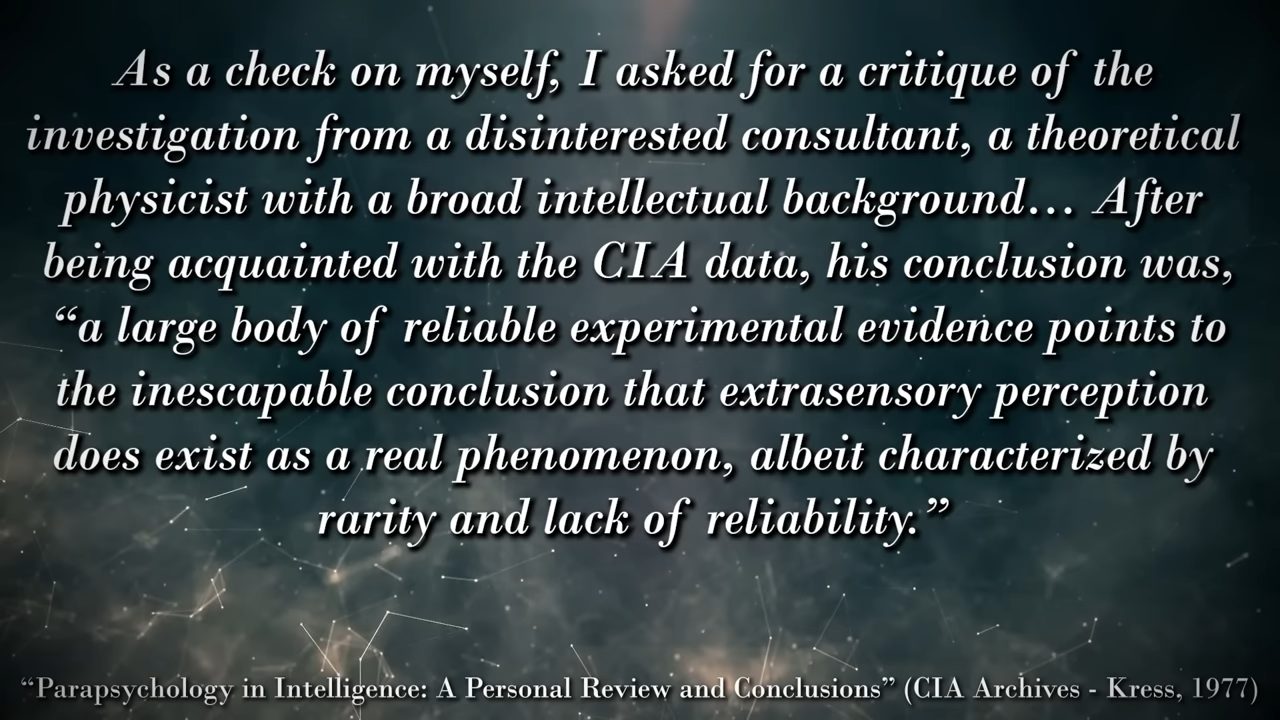 As a check on myself, I asked for a critique of the
investigation from a disinterested consultant, a theoretical
physicist with a broad intellectual background... After
being acquainted with the CIA data, his conclusion was,
“a large body of reliable experimental evidence points to
the inescapable conclusion that extrasensory perception
does exist as a real phenomenon, albeit characterized by
rarity and lack of reliability.”
“Parapsychology in Intelligence: A Personal Review and Conclusions” (CIA Archives - Kress, 1977)